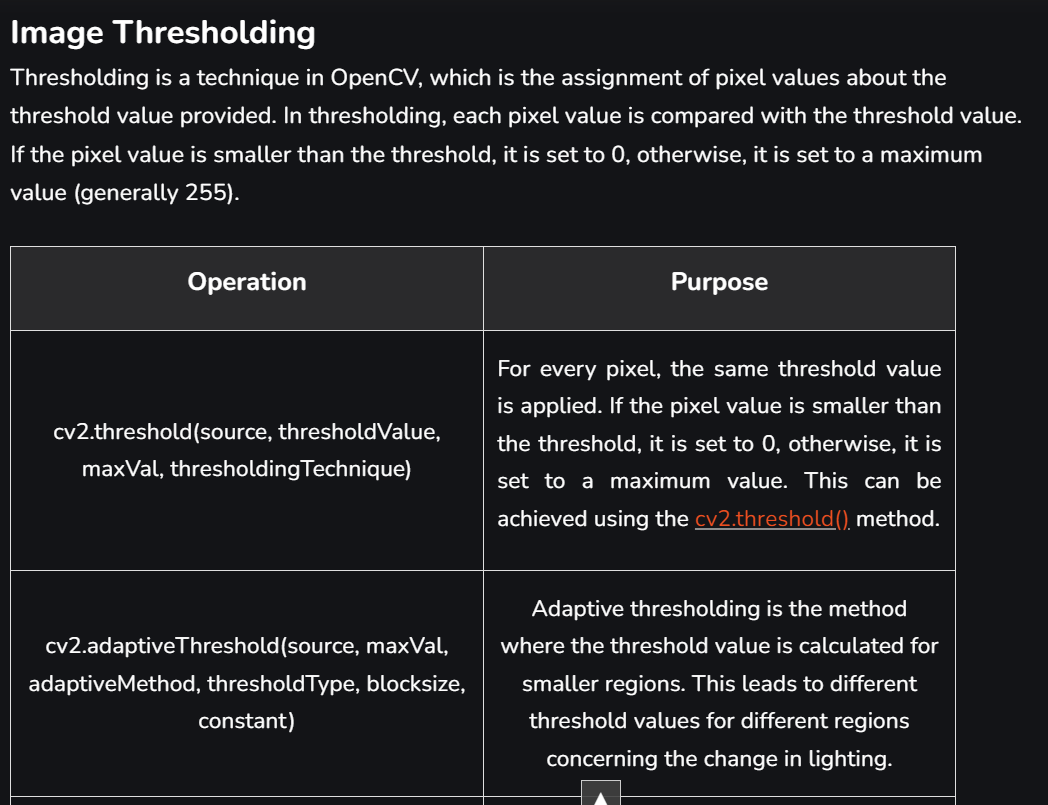 Image Thresholding
Thresholding is a technique in OpenCV, which is the assignment of pixel values about the
threshold value provided. In thresholding, each pixel value is compared with the threshold value.
If the pixel value is smaller than the threshold, it is set to 0, otherwise, it is set to a maximum
value (generally 255).
Operation
Purpose
cv2.threshold(source, thresholdValue,
maxVal, thresholdingTechnique)
For every pixel, the same threshold value
is applied. If the pixel value is smaller than
the threshold, it is set to 0, otherwise, it is
set to a maximum value. This can be
achieved using the cv2.threshold() method.
cv2.adaptiveThreshold(source, maxVal,
adaptiveMethod, thresholdType, blocksize,
constant)
Adaptive thresholding is the method
where the threshold value is calculated for
smaller regions. This leads to different
threshold values for different regions
concerning the change in lighting.